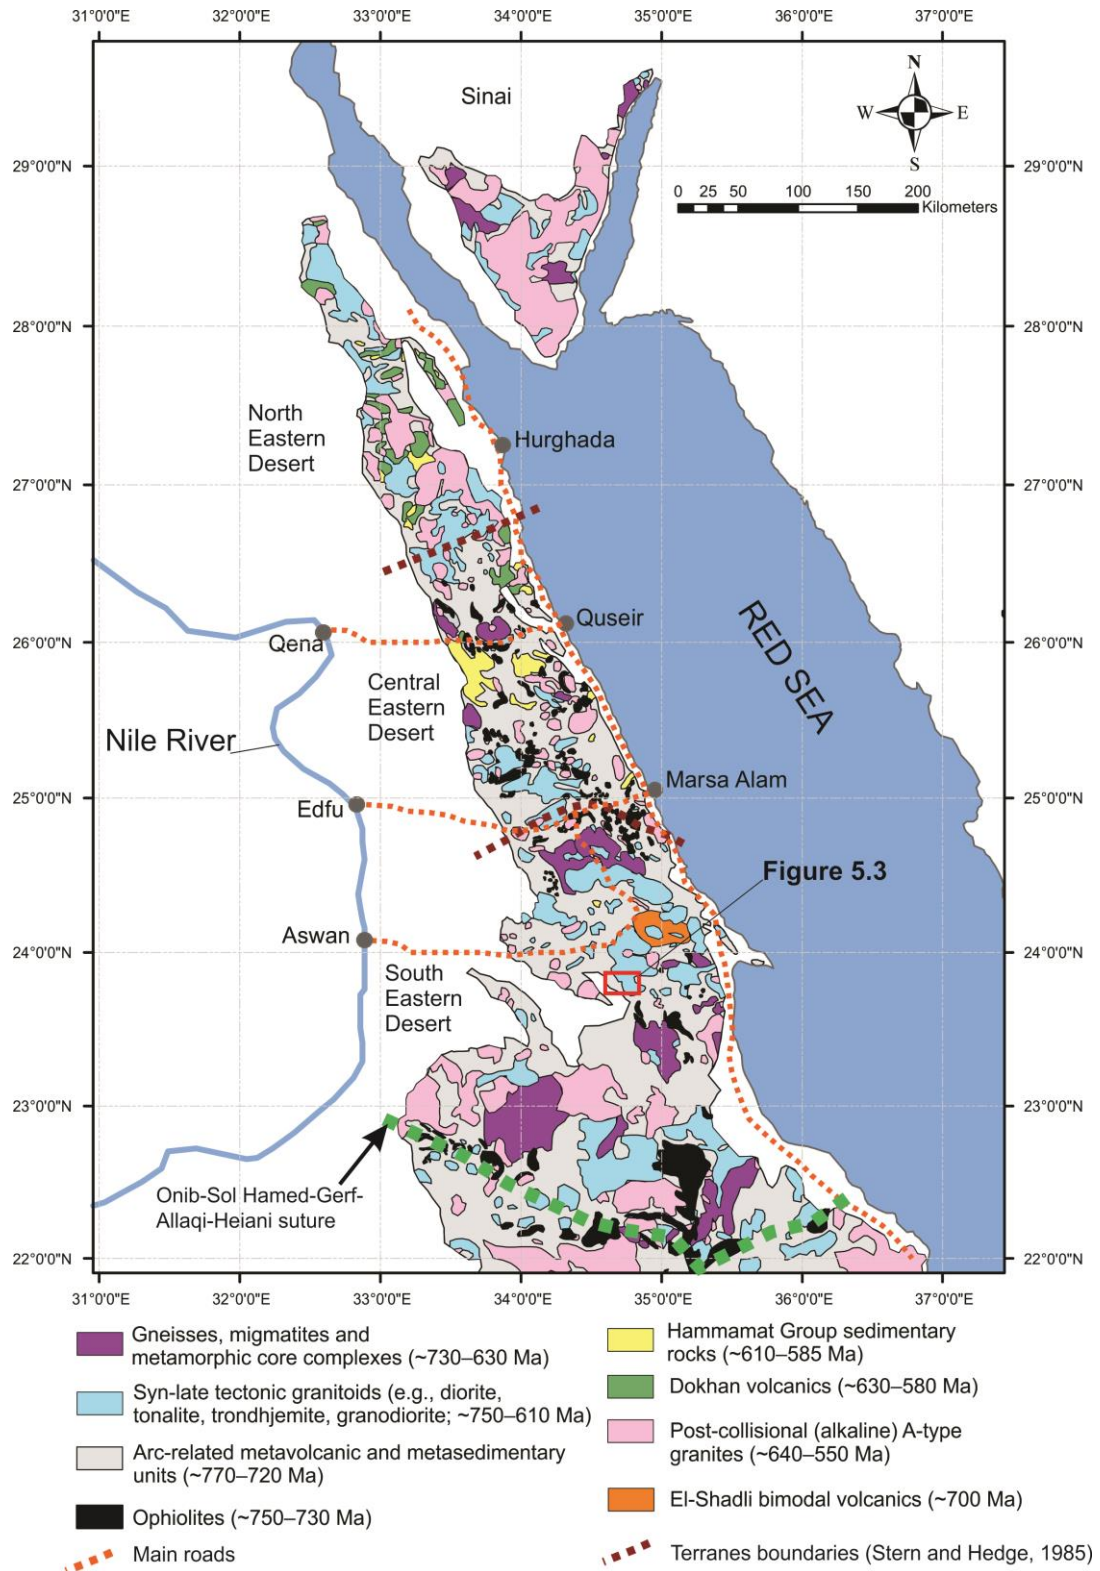 31°0'0"E 32°0'0"E 33°0'0"E 34°0'0"E 35°0'0"E 36°0'0"E 37°0'0"E
Sinai
N
W E
S
29°0'0"N 29°0'0"N
0 25 50 100 150 200
Kilometers
28°0'0"N 28°0'0"N
North
Eastern
Desert
Hurghada
27°0'0"N 27°0'0"N
Quseir
Qena
26°0'0"N 26°0'0"N
RED SEA
Central
Eastern
Desert
Nile River
Marsa Alam
25°0'0"N 25°0'0"N
Edfu
Figure 5.3
Aswan
24°0'0"N 24°0'0"N
South
Eastern
Desert
23°0'0"N 23°0'0"N
Onib-Sol Hamed-Gerf-
Allaqi-Heiani suture
22°0'0"N 22°0'0"N
31°0'0"E 32°0'0"E 33°0'0"E 34°0'0"E 35°0'0"E 36°0'0"E 37°0'0"E
Gneisses, migmatites and
metamorphic core complexes (~730–630 Ma)
Syn-late tectonic granitoids (e.g., diorite,
tonalite, trondhjemite, granodiorite; ~750–610 Ma)
Arc-related metavolcanic and metasedimentary
units (~770–720 Ma)
Ophiolites (~750–730 Ma)
Main roads
Hammamat Group sedimentary
rocks (~610–585 Ma)
Dokhan volcanics (~630–580 Ma)
Post-collisional (alkaline) A-type
granites (~640–550 Ma)
El-Shadli bimodal volcanics (~700 Ma)
Terranes boundaries (Stern and Hedge, 1985)